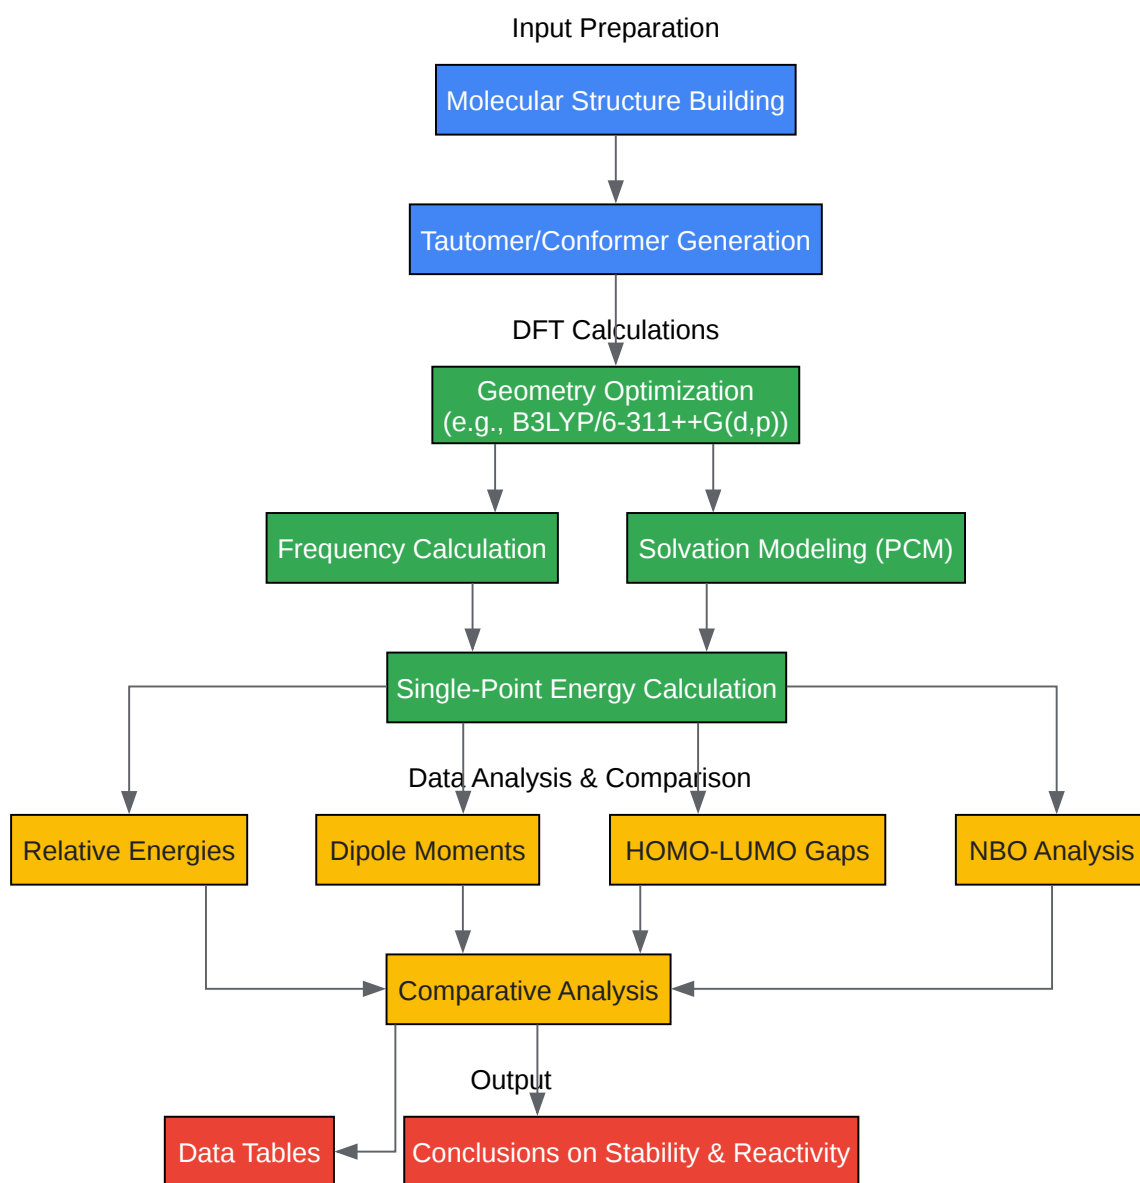 Input Preparation
Molecular Structure Building
Tautomer/Conformer Generation
DFT Calculations
Geometry Optimization
(e.g., B3LYP/6-311++G(d,p))
Frequency Calculation
Solvation Modeling (PCM)
Single-Point Energy Calculation
Data Analysis & Comparison
Relative Energies
Dipole Moments
HOMO-LUMO Gaps
NBO Analysis
Comparative Analysis
Output
Data Tables
Conclusions on Stability & Reactivity